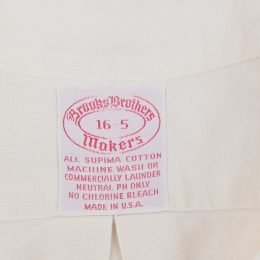 Brooks Brothers
16-5
Makers
ALL SUPIMA COTTON
MACHINE WASH OR
COMMERCIALLY LAUNDER
NEUTRAL PH ONLY
NO CHLORINE BLEACH
MADE IN U.S.A.